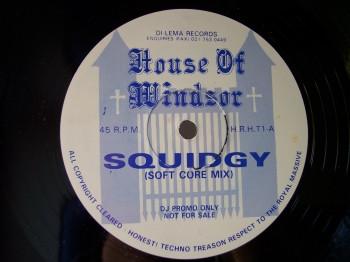 DI-LEMA RECORDS
ENQUIRIES (FAX) 021 753 0449
House Of
Windsor
45 R.P.M.
H.R.H.T1-A
SQUIDGY
(SOFT CORE MIX)
DJ PROMO ONLY
NOT FOR SALE
ALL COPYRIGHT CLEARED HONEST! TECHNO TREASON RESPECT TO THE ROYAL MASSIVE